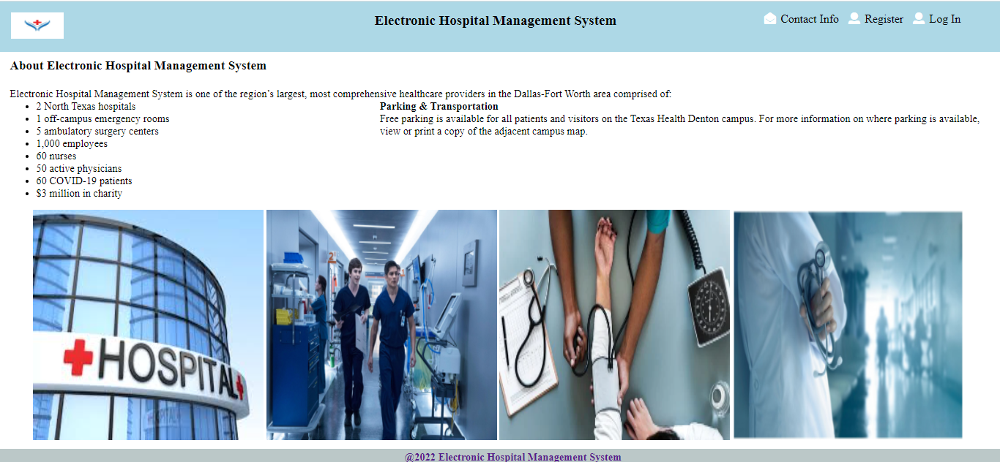 Electronic Hospital Management System
Contact Info Register Log In
About Electronic Hospital Management System
Electronic Hospital Management System is one of the region’s largest, most comprehensive healthcare providers in the Dallas-Fort Worth area comprised of:
2 North Texas hospitals
1 off-campus emergency rooms
5 ambulatory surgery centers
1,000 employees
60 nurses
50 active physicians
60 COVID-19 patients
$3 million in charity
Parking & Transportation
Free parking is available for all patients and visitors on the Texas Health Denton campus. For more information on where parking is available,
view or print a copy of the adjacent campus map.
HOSPITAL
2
@2022 Electronic Hospital Management System